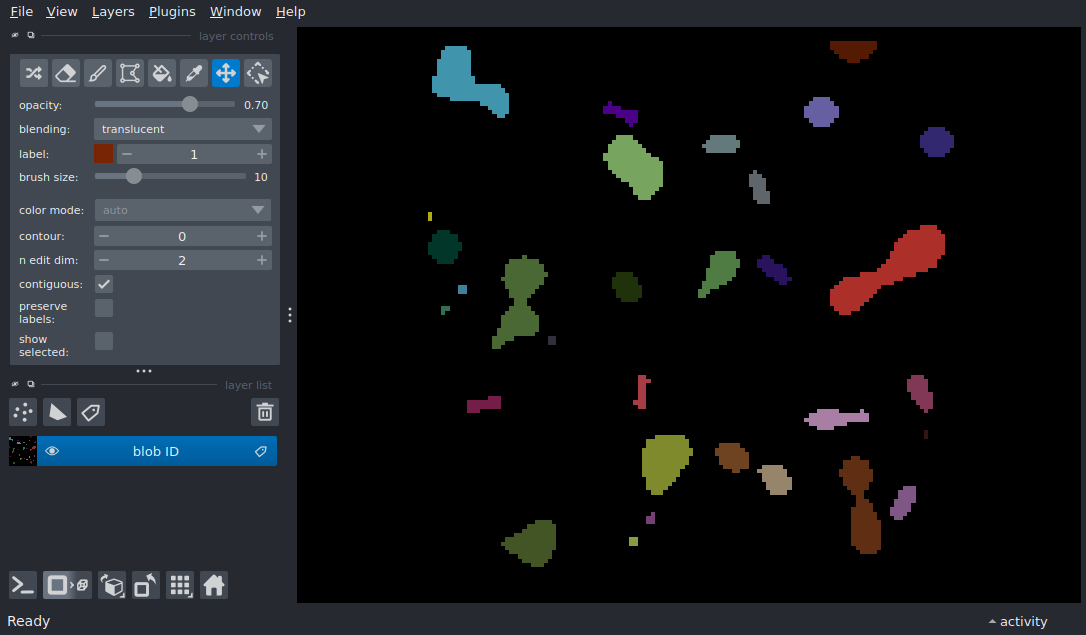 File View Layers Plugins Window Help
layer controls
opacity: 0.70
blending: translucent
label: 1
brush size: 10
color mode: auto
contour: 0
n edit dim: 2
contiguous:
preserve
labels:
show
selected:
layer list
blob ID
Ready activity